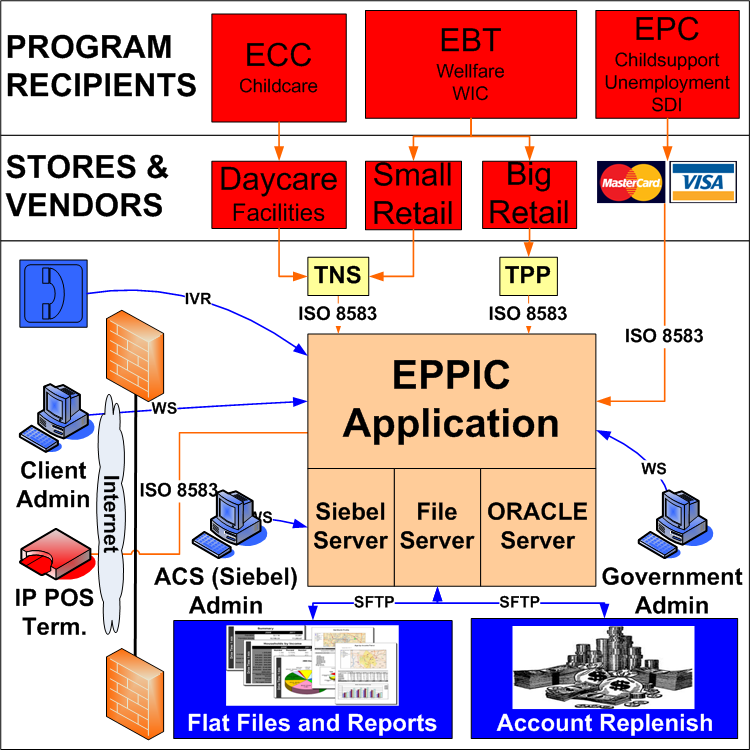 PROGRAM
RECIPIENTS
ECC
Childcare
EBT
Wellfare
WIC
EPC
Childsupport
Unemployment
SDI
STORES &
VENDORS
Daycare
Facilities
Small
Retail
Big
Retail
MasterCard
VISA
TNS
TPP
IVR
ISO 8583
ISO 8583
ISO 8583
EPPIC
Application
WS
Client
Admin
ISO 8583
Internet
WS
Siebel
Server
File
Server
ORACLE
Server
WS
IP POS
Term.
ACS (Siebel)
Admin
Government
Admin
SFTP
SFTP
Flat Files and Reports
Account Replenish